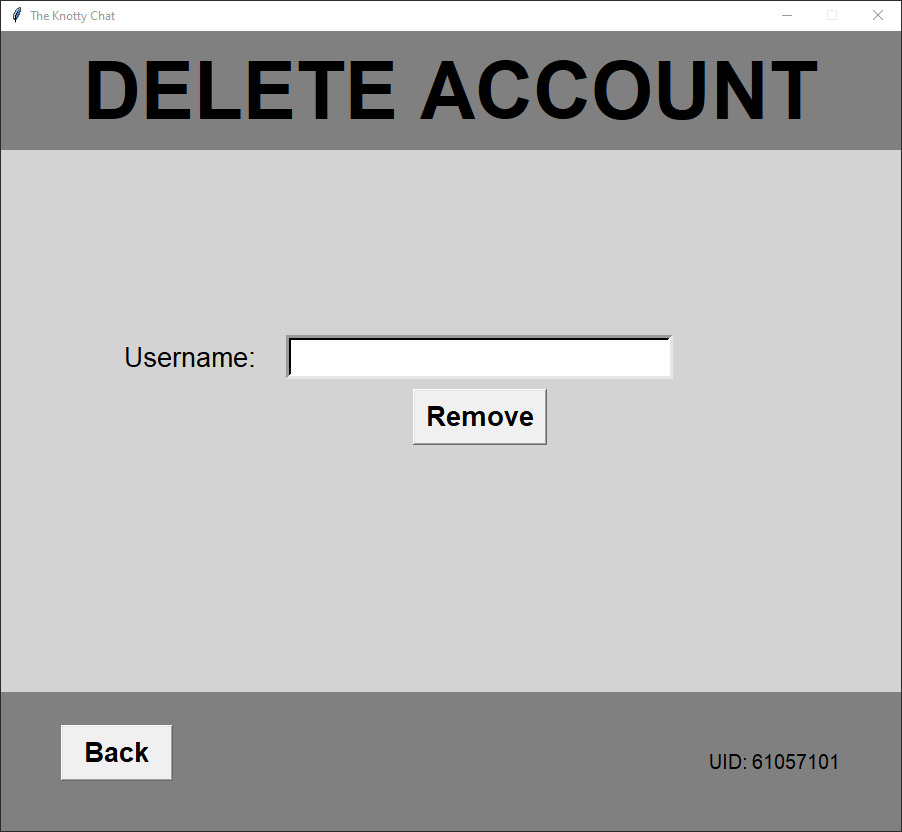 The Knotty Chat
DELETE ACCOUNT
Username:
Remove
Back
UID: 61057101